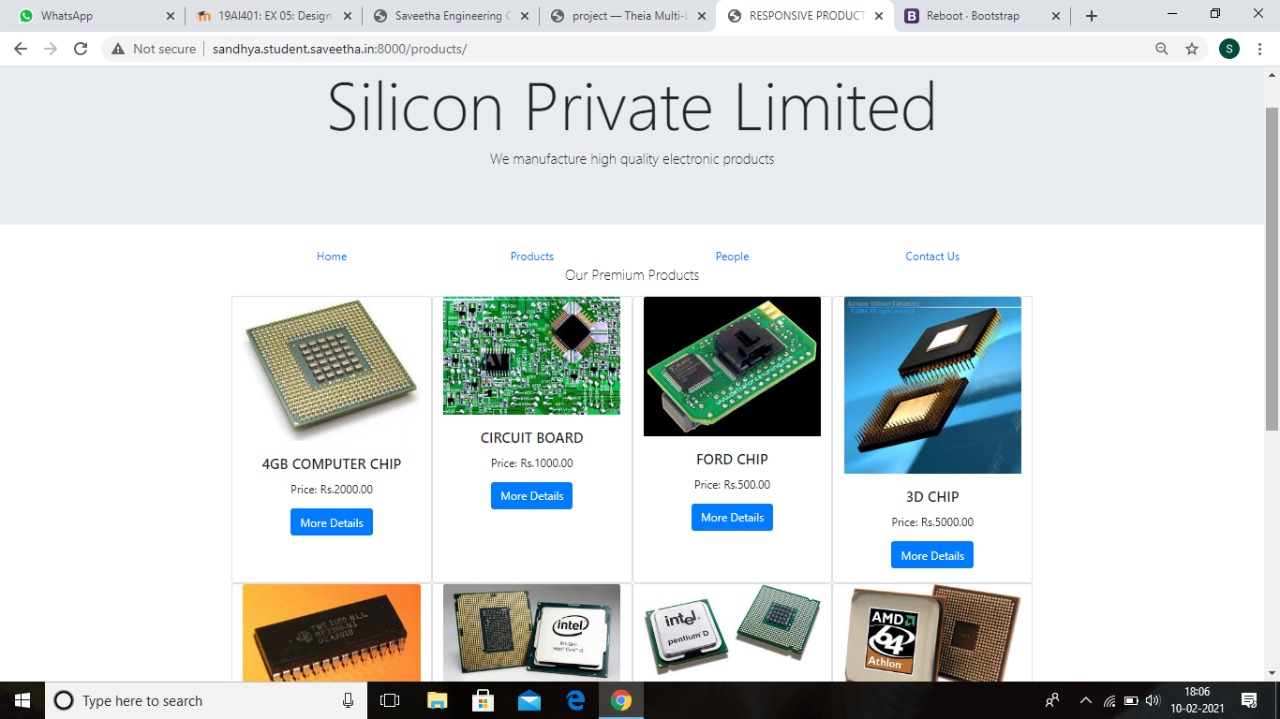 WhatsApp
19AI401: EX 05: Design
Saveetha Engineering C
project — Theia Multi-L
RESPONSIVE PRODUCT
Reboot · Bootstrap
Not secure
sandhya.student.saveetha.in:8000/products/
S
Silicon Private Limited
We manufacture high quality electronic products
Home
Products
People
Contact Us
Our Premium Products
4GB COMPUTER CHIP
Price: Rs.2000.00
More Details
CIRCUIT BOARD
Price: Rs.1000.00
More Details
FORD CHIP
Price: Rs.500.00
More Details
3D CHIP
Price: Rs.5000.00
More Details
intel
intel
pentium D
AMD
64
Athlon
Type here to search
18:06
10-02-2021